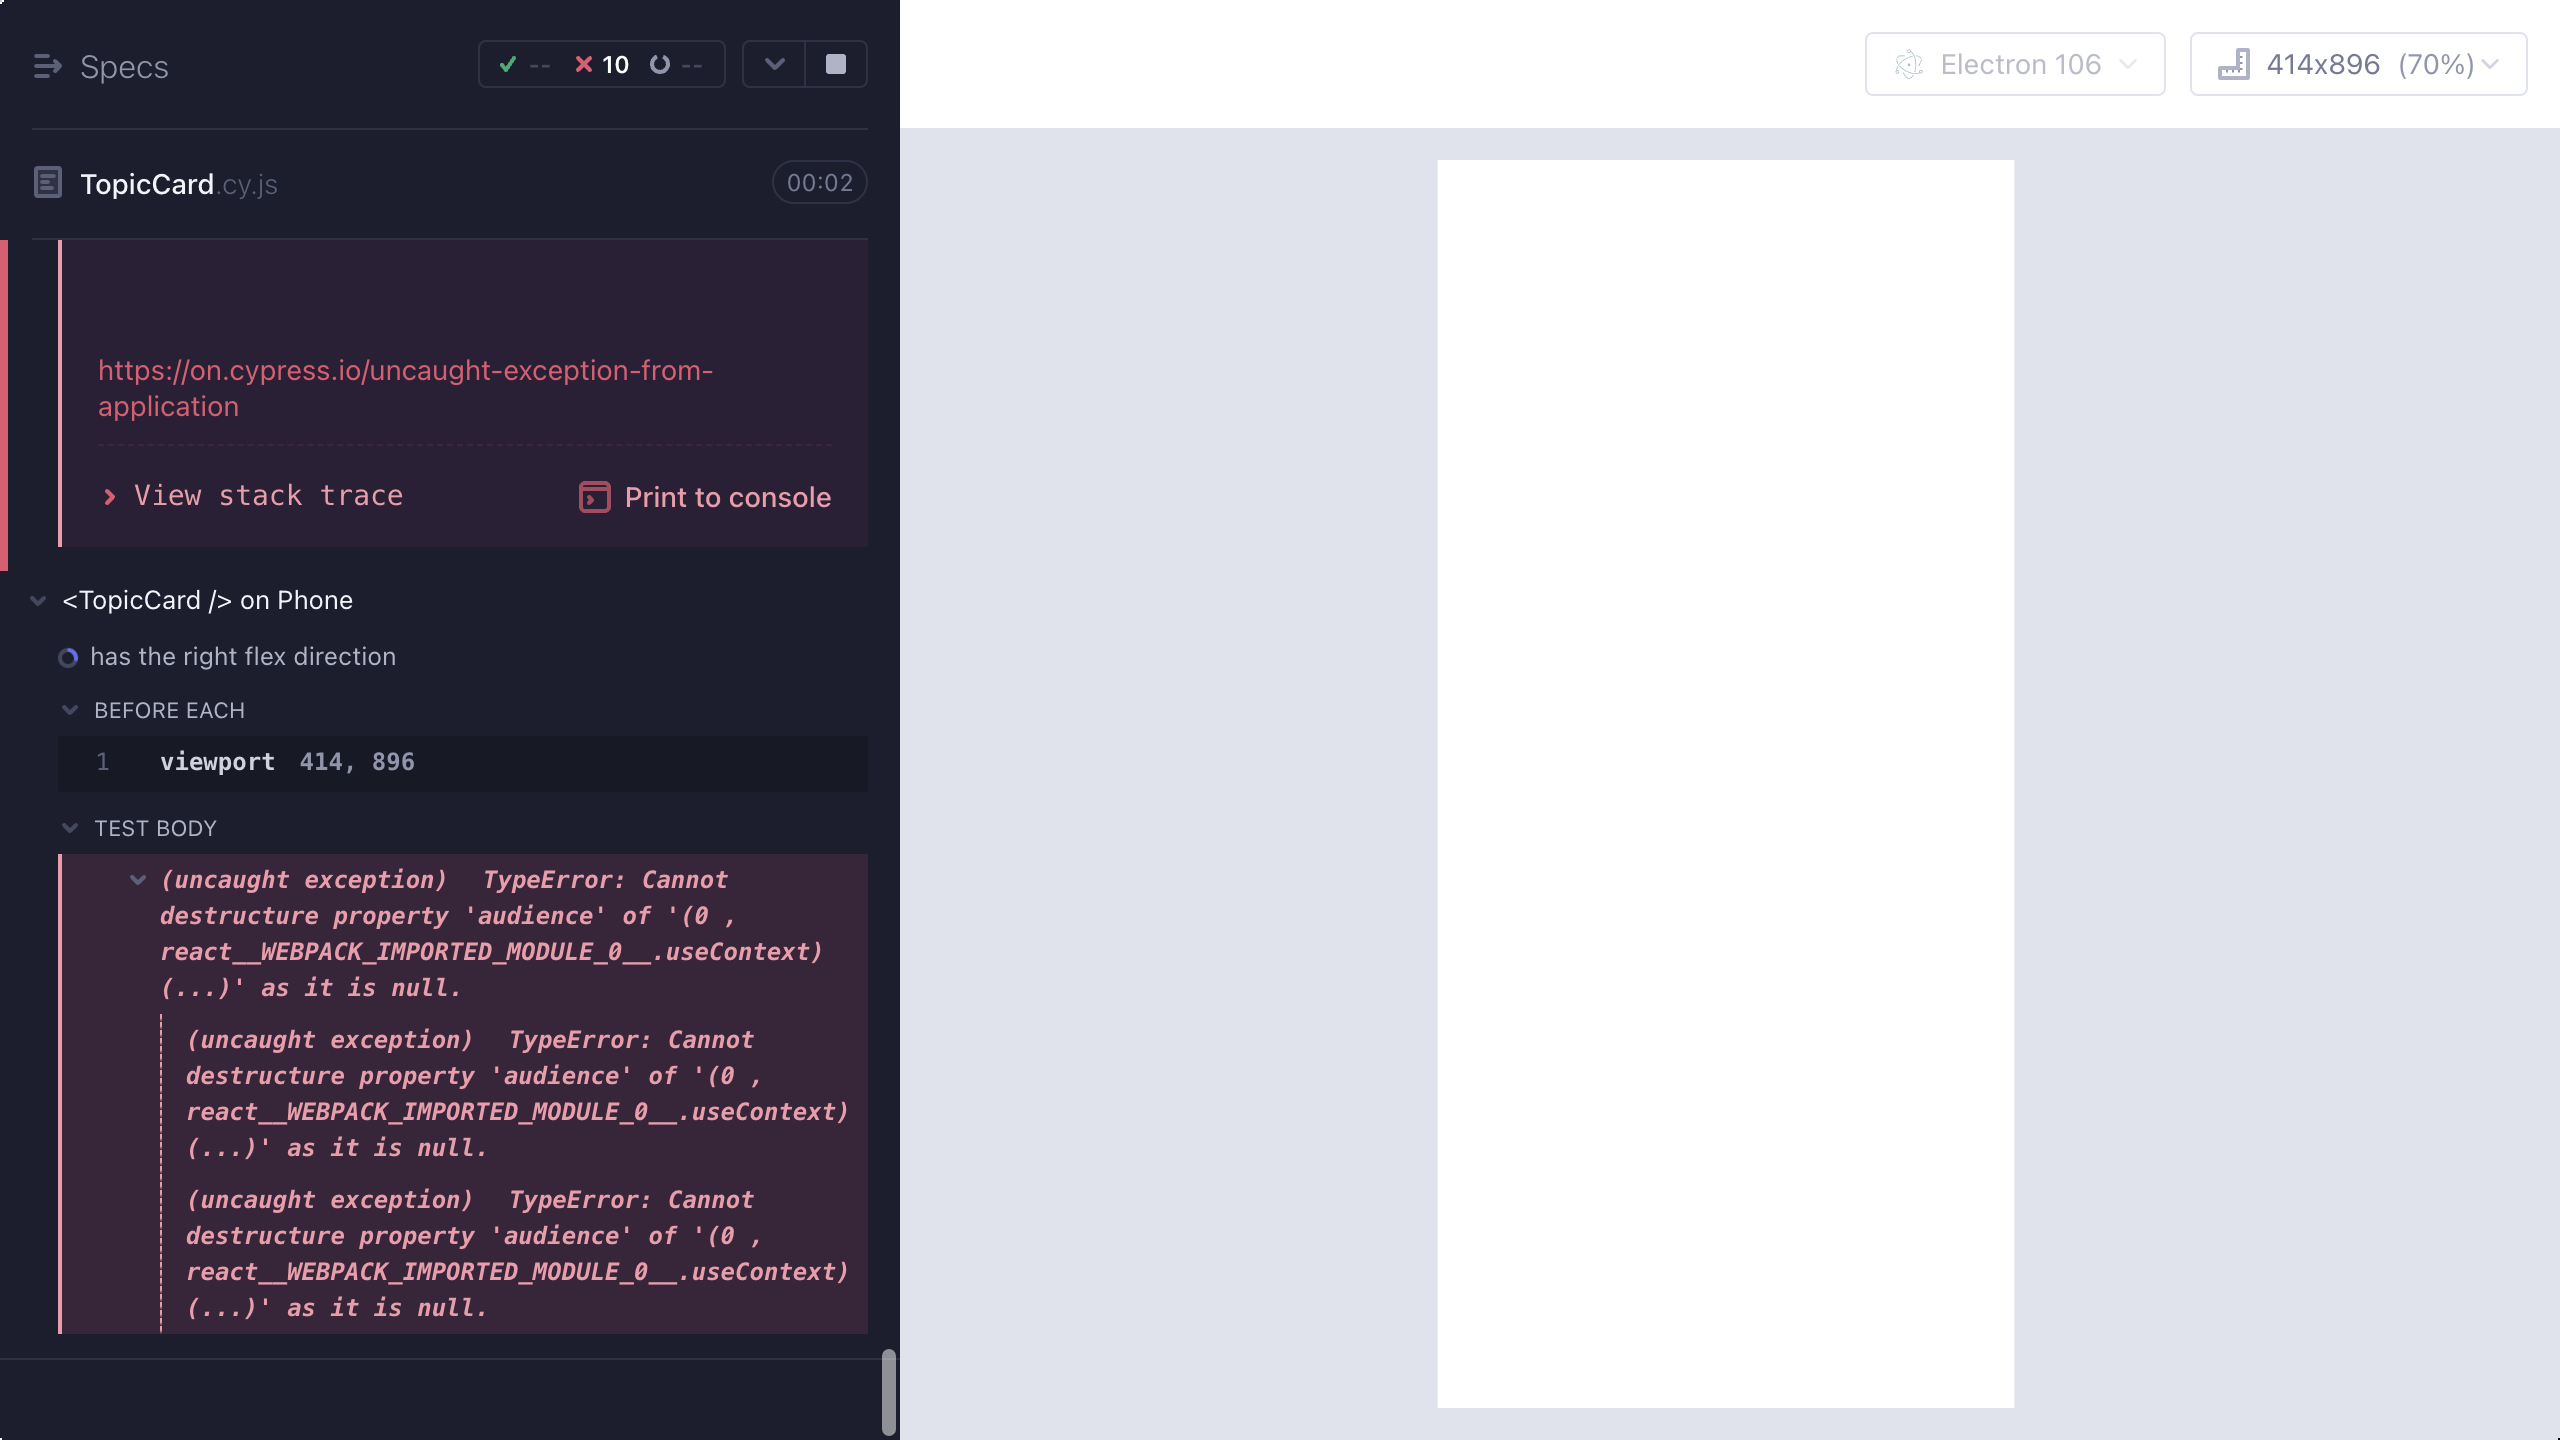 Specs
-- 10 --
TopicCard.cy.js
00:02
https://on.cypress.io/uncaught-exception-from-
application
View stack trace
Print to console
<TopicCard /> on Phone
has the right flex direction
BEFORE EACH
1 viewport 414, 896
TEST BODY
(uncaught exception) TypeError: Cannot
destructure property 'audience' of '(0 ,
react__WEBPACK_IMPORTED_MODULE_0__.useContext)
(...)' as it is null.
(uncaught exception) TypeError: Cannot
destructure property 'audience' of '(0 ,
react__WEBPACK_IMPORTED_MODULE_0__.useContext)
(...)' as it is null.
(uncaught exception) TypeError: Cannot
destructure property 'audience' of '(0 ,
react__WEBPACK_IMPORTED_MODULE_0__.useContext)
(...)' as it is null.
Electron 106
414x896 (70%)